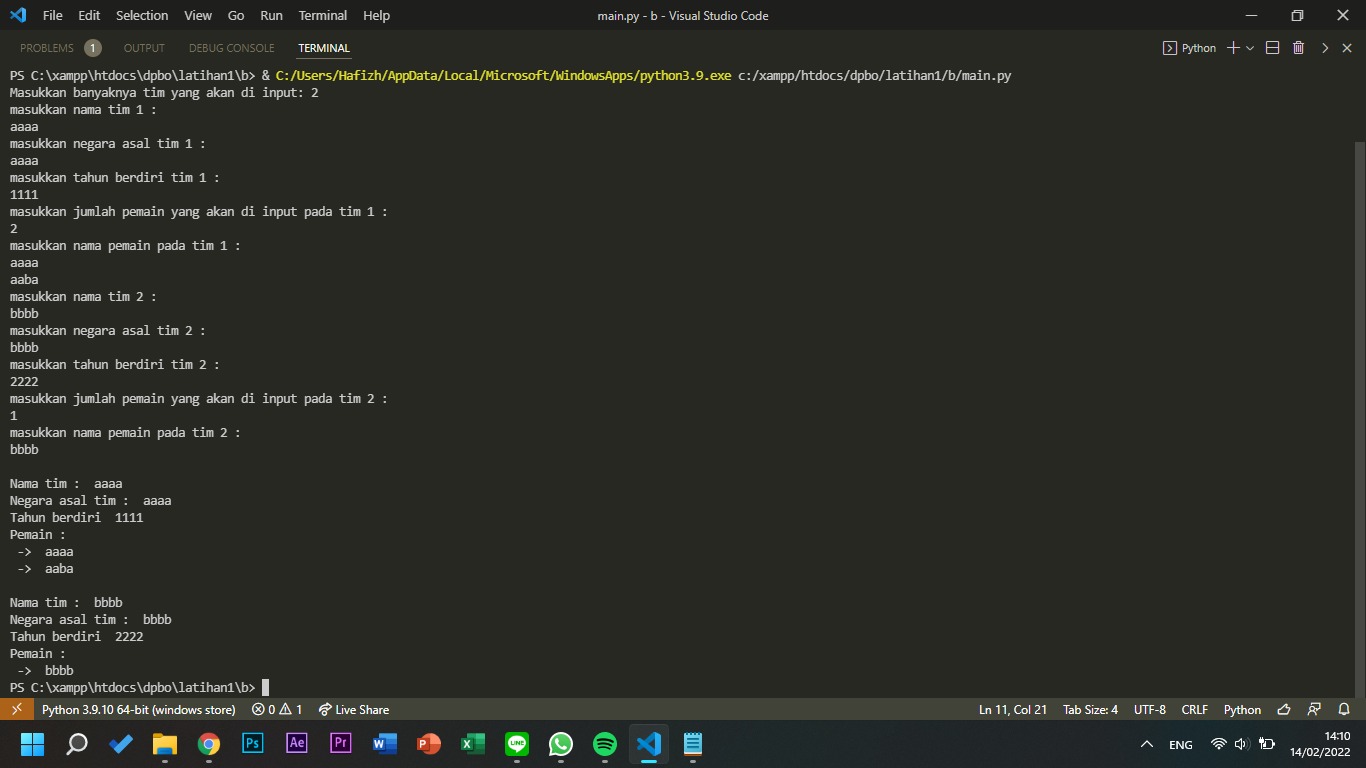 File Edit Selection View Go Run Terminal Help main.py - b - Visual Studio Code
PROBLEMS 1 OUTPUT DEBUG CONSOLE TERMINAL Python
PS C:\xampp\htdocs\dpbo\latihan1\b> & C:/Users/Hafizh/AppData/Local/Microsoft/WindowsApps/python3.9.exe c:/xampp/htdocs/dpbo/latihan1/b/main.py
Masukkan banyaknya tim yang akan di input: 2
masukkan nama tim 1 :
aaaa
masukkan negara asal tim 1 :
aaaa
masukkan tahun berdiri tim 1 :
1111
masukkan jumlah pemain yang akan di input pada tim 1 :
2
masukkan nama pemain pada tim 1 :
aaaa
aaba
masukkan nama tim 2 :
bbbb
masukkan negara asal tim 2 :
bbbb
masukkan tahun berdiri tim 2 :
2222
masukkan jumlah pemain yang akan di input pada tim 2 :
1
masukkan nama pemain pada tim 2 :
bbbb
Nama tim :  aaaa
Negara asal tim :  aaaa
Tahun berdiri  1111
Pemain :
 ->  aaaa
 ->  aaba
Nama tim :  bbbb
Negara asal tim :  bbbb
Tahun berdiri  2222
Pemain :
 ->  bbbb
PS C:\xampp\htdocs\dpbo\latihan1\b>
Python 3.9.10 64-bit (windows store) 0 1 Live Share Ln 11, Col 21 Tab Size: 4 UTF-8 CRLF Python
Ps Ae Pr W P X LINE ENG 14:10
14/02/2022